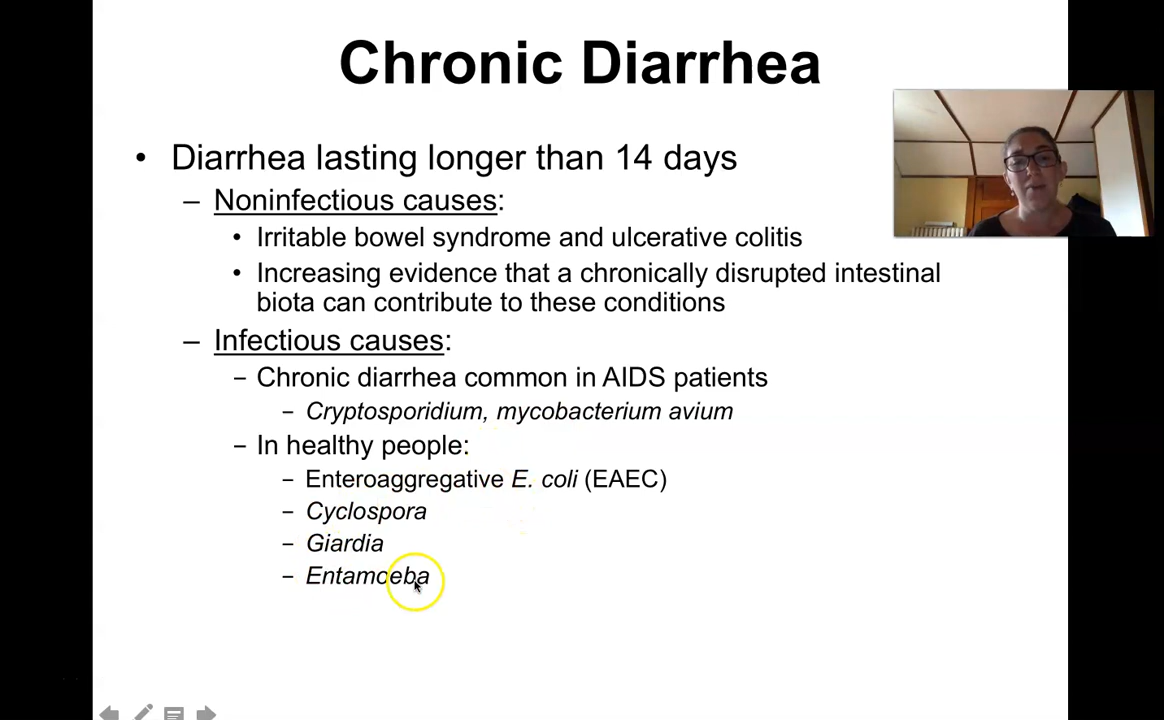 Chronic Diarrhea
• Diarrhea lasting longer than 14 days
– Noninfectious causes:
• Irritable bowel syndrome and ulcerative colitis
• Increasing evidence that a chronically disrupted intestinal
biota can contribute to these conditions
– Infectious causes:
– Chronic diarrhea common in AIDS patients
– Cryptosporidium, mycobacterium avium
– In healthy people:
– Enteroaggregative E. coli (EAEC)
– Cyclospora
– Giardia
– Entamoeba